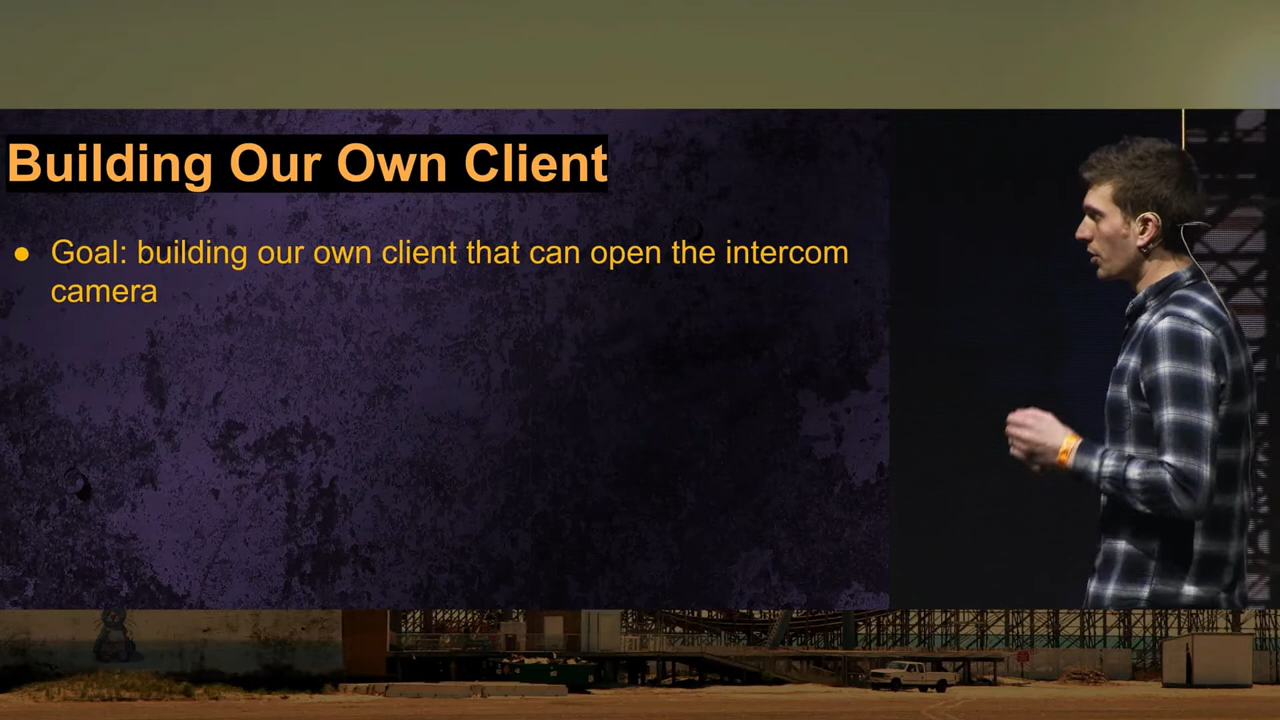 Building Our Own Client
● Goal: building our own client that can open the intercom
camera